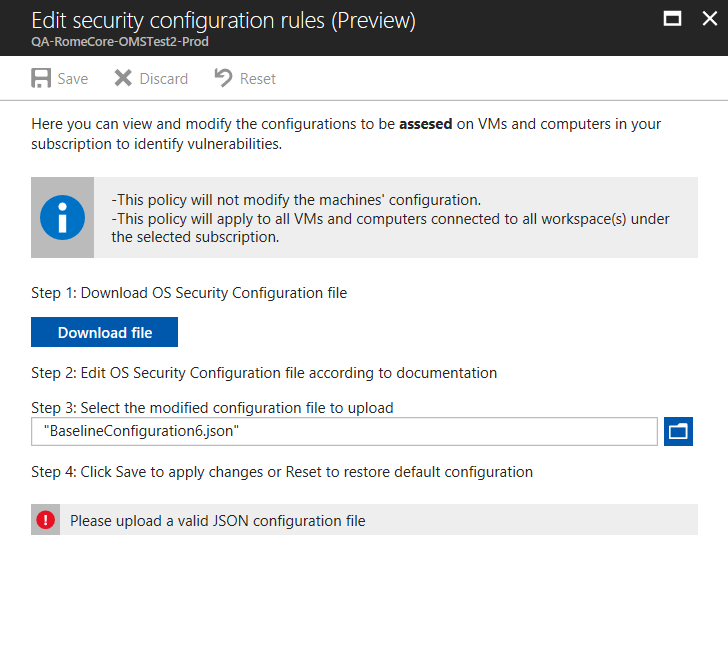 Edit security configuration rules (Preview)
QA-RomeCore-OMSTest2-Prod
Save Discard Reset
Here you can view and modify the configurations to be assesed on VMs and computers in your
subscription to identify vulnerabilities.
-This policy will not modify the machines' configuration.
-This policy will apply to all VMs and computers connected to all workspace(s) under
the selected subscription.
Step 1: Download OS Security Configuration file
Download file
Step 2: Edit OS Security Configuration file according to documentation
Step 3: Select the modified configuration file to upload
"BaselineConfiguration6.json"
Step 4: Click Save to apply changes or Reset to restore default configuration
Please upload a valid JSON configuration file